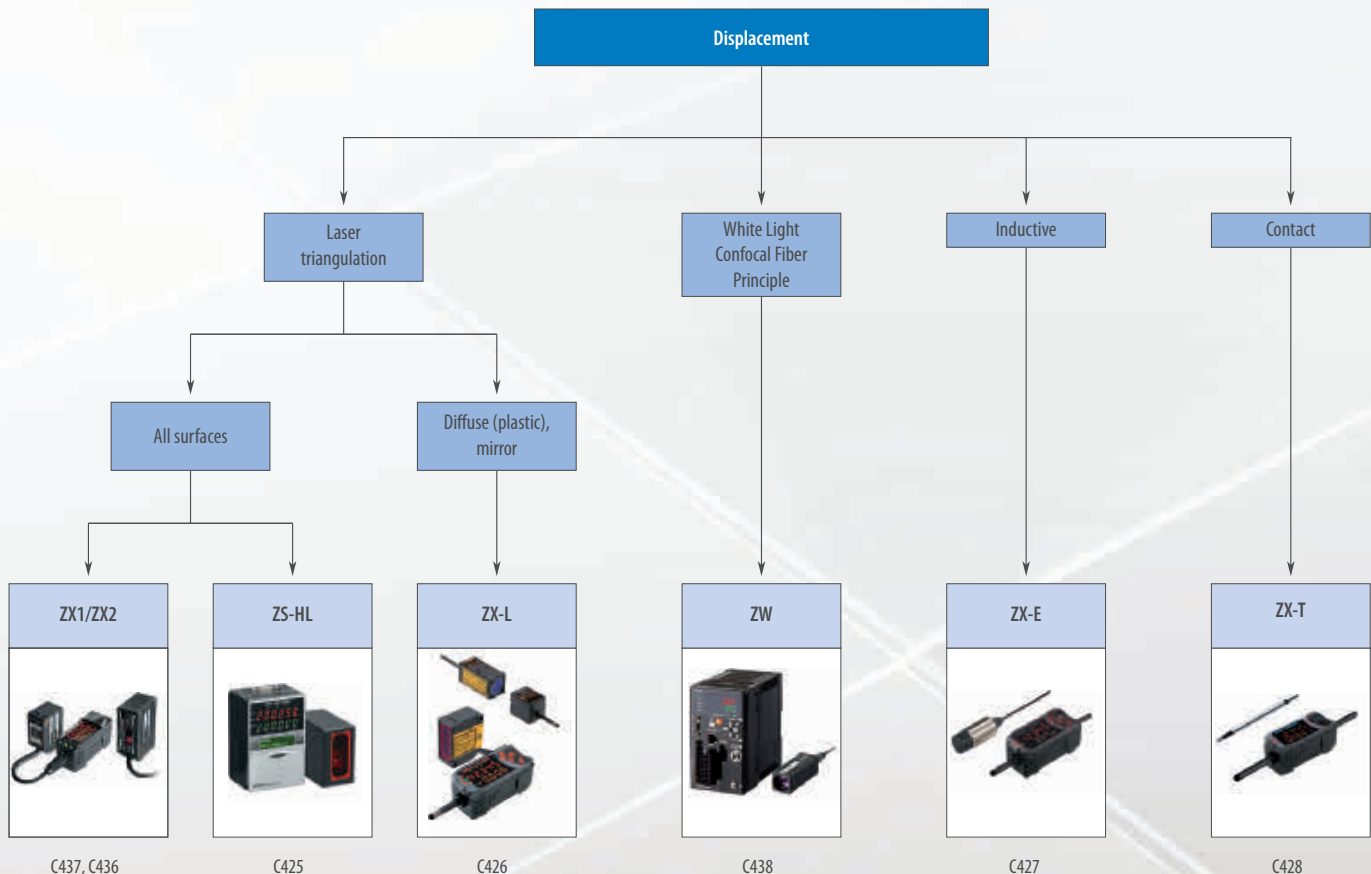 Displacement
Laser
triangulation
White Light
Confocal Fiber
Principle
Inductive
Contact
All surfaces
Diffuse (plastic),
mirror
ZX1/ZX2
ZS-HL
ZX-L
ZW
ZX-E
ZX-T
C437, C436
C425
C426
C438
C427
C428